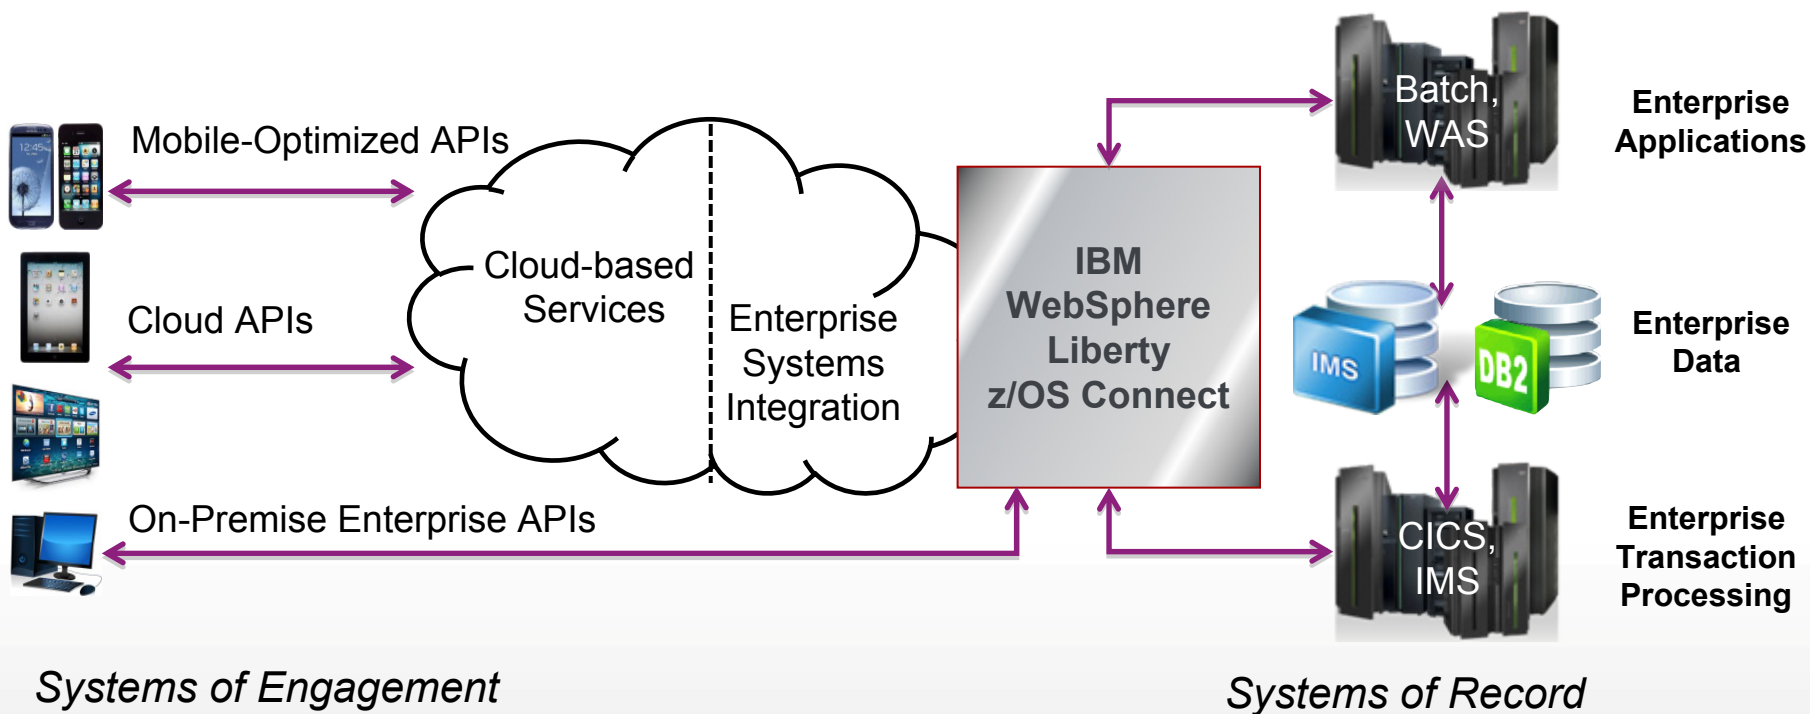 Mobile-Optimized APIs
Cloud APIs
On-Premise Enterprise APIs
12:45
Cloud-based
Services
Enterprise
Systems
Integration
IBM
WebSphere
Liberty
z/OS Connect
Batch,
WAS
Enterprise
Applications
IMS
DB2
Enterprise
Data
CICS,
IMS
Enterprise
Transaction
Processing
Systems of Engagement
Systems of Record